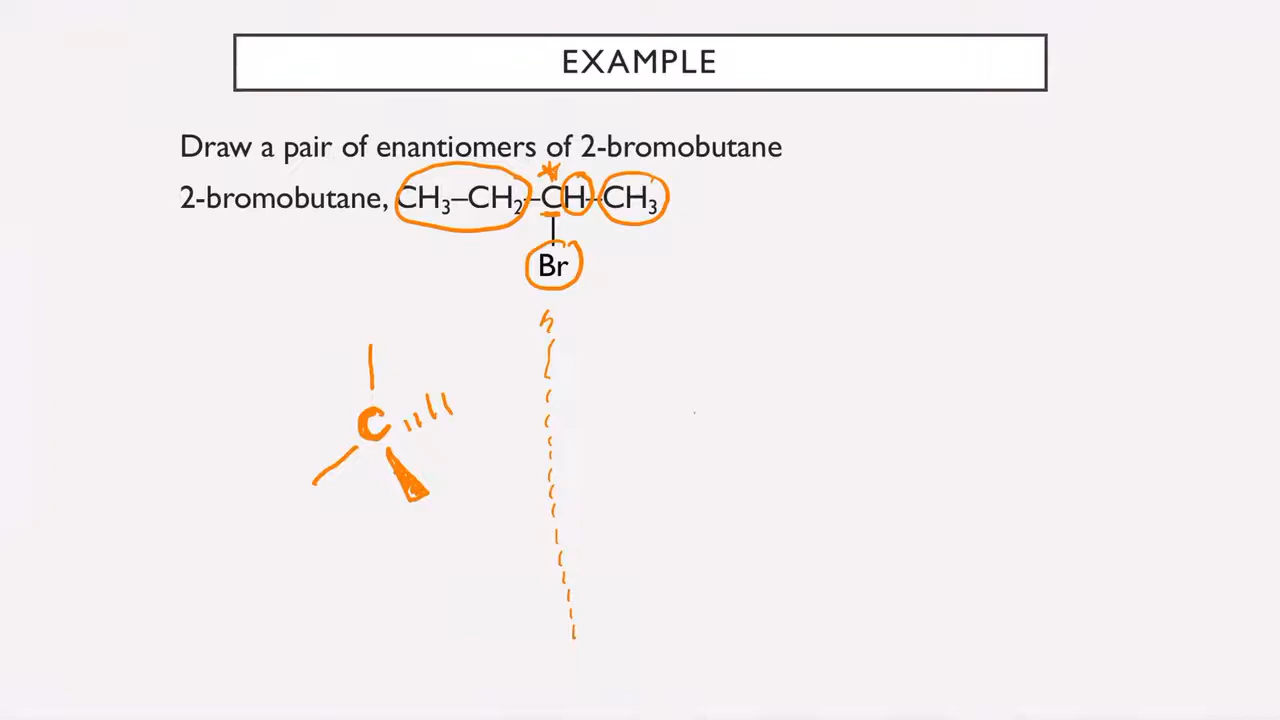 EXAMPLE
Draw a pair of enantiomers of 2-bromobutane
2-bromobutane, CH₃–CH₂–CH–CH₃
Br
C